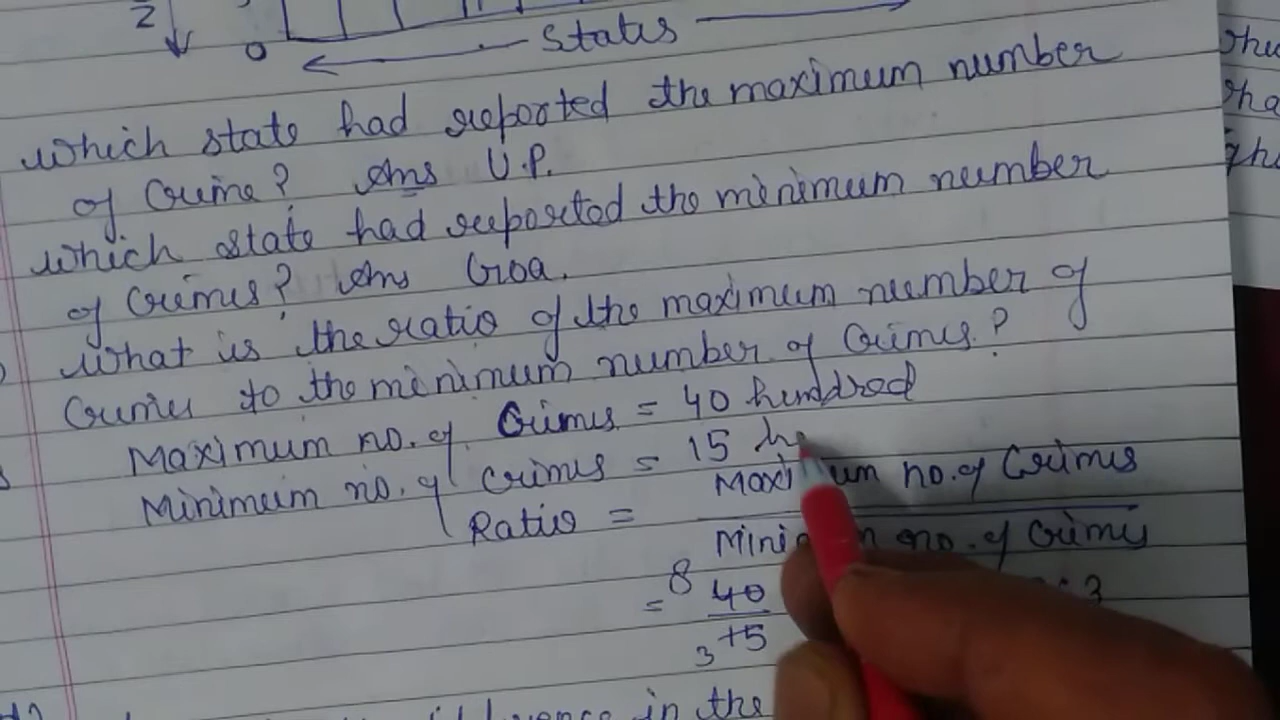 0
States
which state had reported the maximum number
of Crime? Ans U.P.
which state had reported the minimum number
of Crimes? Ans Goa.
What is the ratio of the maximum number of
Crimes to the minimum number of Crimes?
Maximum no. of Crimes = 40 hundred
Minimum no. of Crimes = 15 h
Ratio = Maximum no. of Crimes
Minimum no. of Crimes
= 8 40
3 15
in the